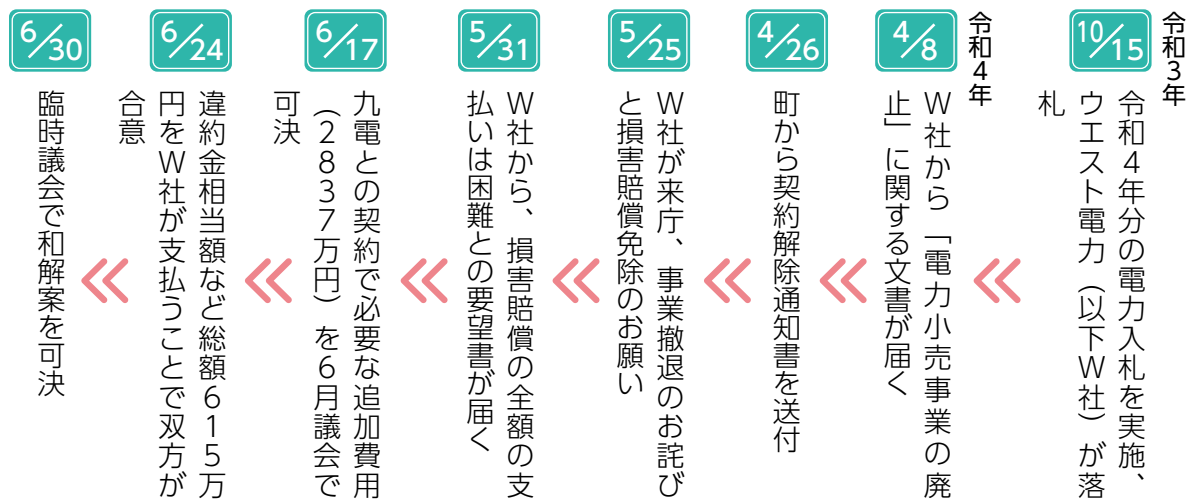 令和3年
10/15
令和4年分の電力入札を実施、
ウエスト電力(以下W社)が落
札
令和4年
4/8
W社から「電力小売事業の廃
止」に関する文書が届く
4/26
町から契約解除通知書を送付
5/25
W社が来庁、事業撤退のお詫び
と損害賠償免除のお願い
5/31
W社から、損害賠償の全額の支
払いは困難との要望書が届く
6/17
九電との契約で必要な追加費用
(2837万円)を6月議会で
可決
6/24
違約金相当額など総額615万
円をW社が支払うことで双方が
合意
6/30
臨時議会で和解案を可決